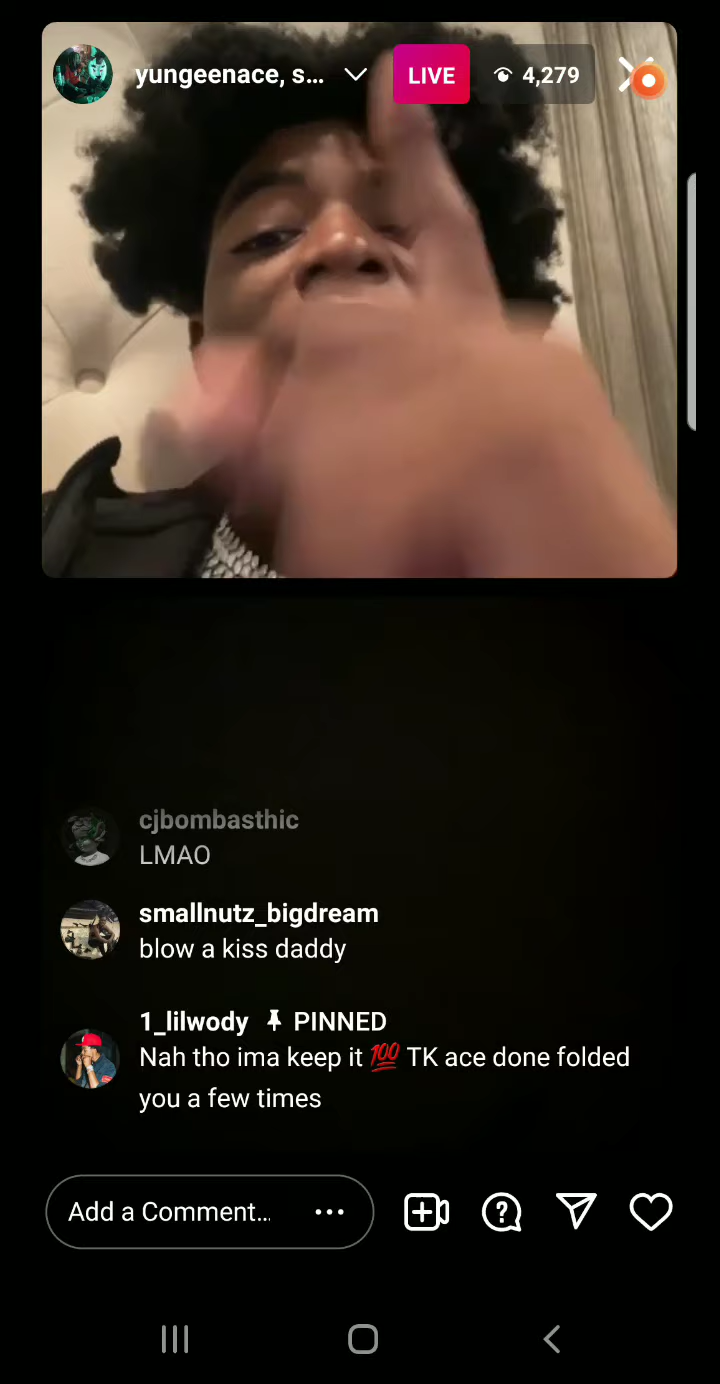 yungeenace, s...
LIVE
4,279
cjbombasthic
LMAO
smallnutz_bigdream
blow a kiss daddy
1_lilwody PINNED
Nah tho ima keep it 💯 TK ace done folded
you a few times
Add a Comment...